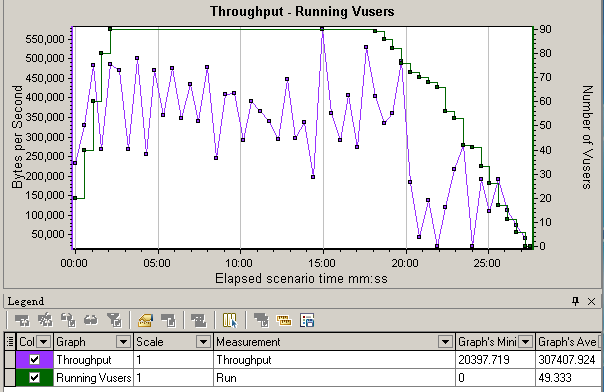 Throughput - Running Vusers
550,000
500,000
450,000
400,000
350,000
300,000
250,000
200,000
150,000
100,000
50,000
Bytes per Second
90
80
70
60
50
40
30
20
10
0
Number of Vusers
00:00 05:00 10:00 15:00 20:00 25:00
Elapsed scenario time mm:ss
Legend
Col Graph Scale Measurement Graph's Mini Graph's Ave
Throughput 1 Throughput 20397.719 307407.924
Running Vusers 1 Run 0 49.333